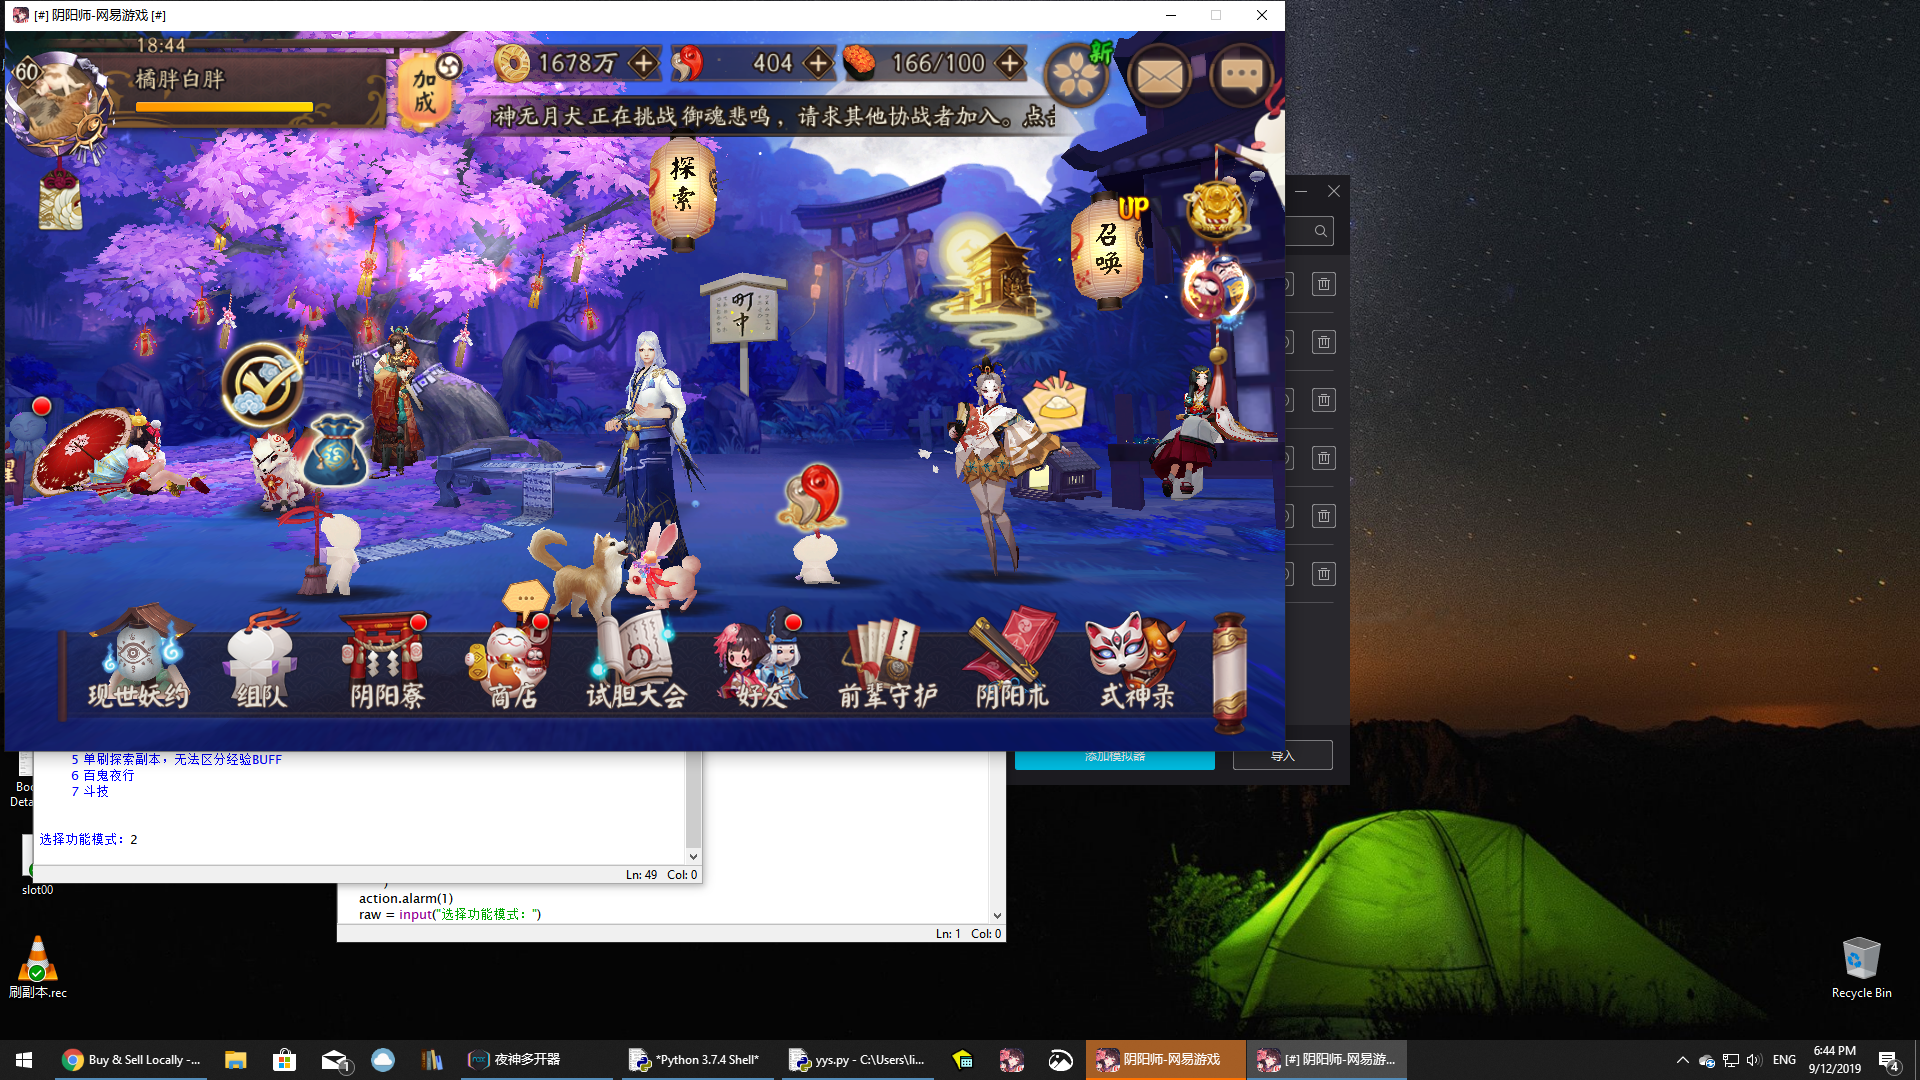 [#] 阴阳师-网易游戏 [#]
18:44
60
橘胖白胖
加成
1678万
404
166/100
新
神无月犬正在挑战御魂悲鸣，请求其他协战者加入。点击
探索
UP
召唤
町中
现世妖约
组队
阴阳寮
商店
试胆大会
好友
前辈守护
阴阳术
式神录
5 单刷探索副本，无法区分经验BUFF
6 百鬼夜行
7 斗技
选择功能模式：2
Ln: 49 Col: 0
action.alarm(1)
raw = input("选择功能模式：")
Ln: 1 Col: 0
添加模拟器
导入
slot00
刷副本.rec
Recycle Bin
Buy & Sell Locally -...
1
夜神多开器
*Python 3.7.4 Shell*
yys.py - C:\Users\li...
阴阳师-网易游戏
[#] 阴阳师-网易游...
ENG
6:44 PM
9/12/2019
4